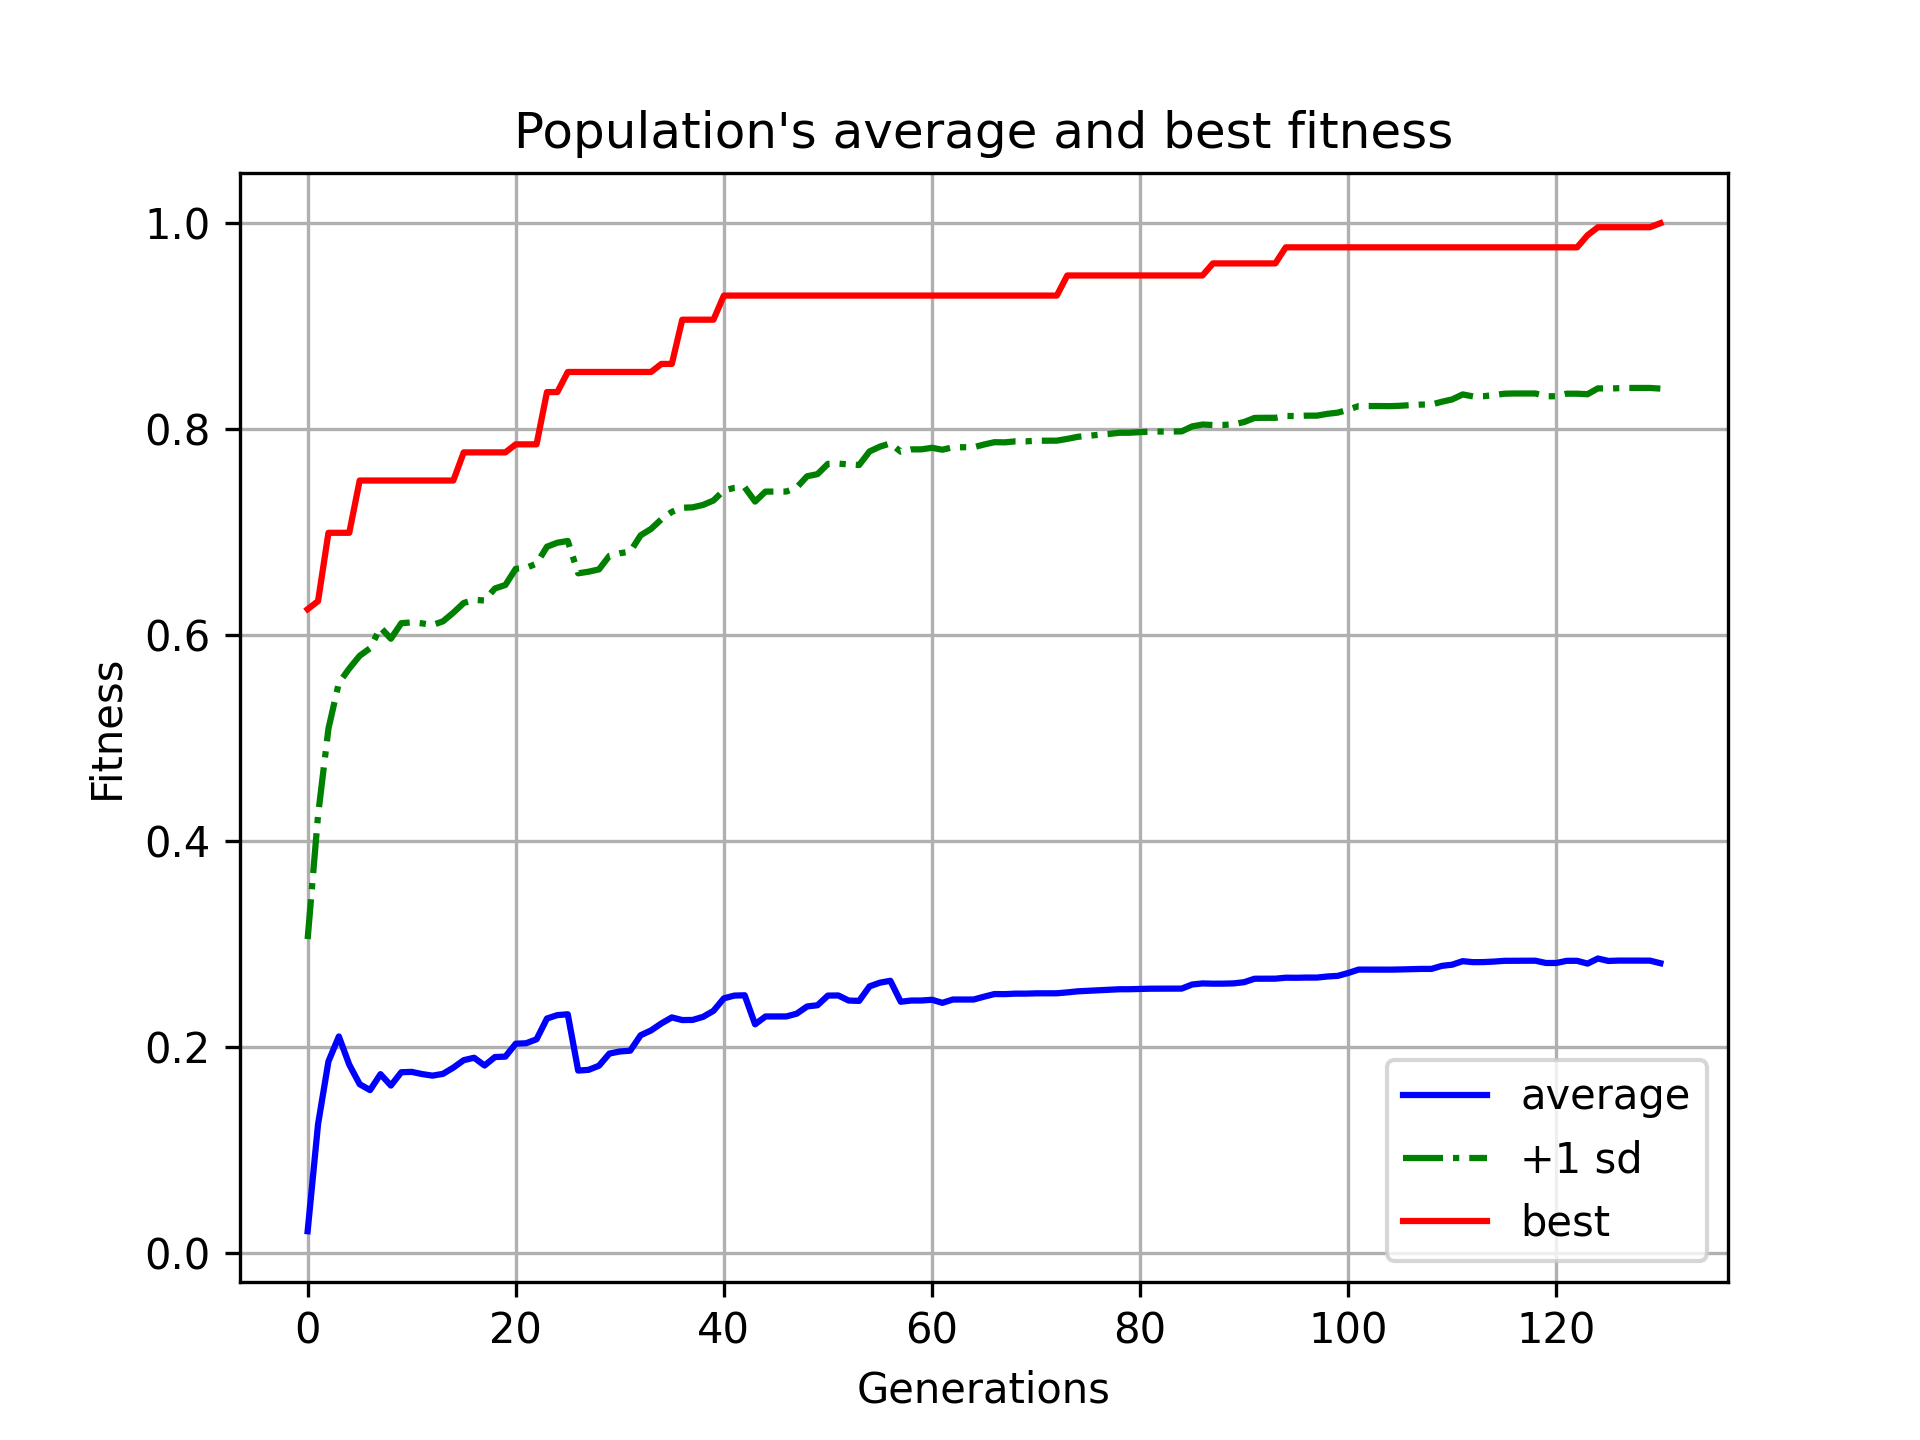 Population's average and best fitness
1.0
0.8
0.6
0.4
0.2
0.0
Fitness
0 20 40 60 80 100 120
Generations
average
+1 sd
best